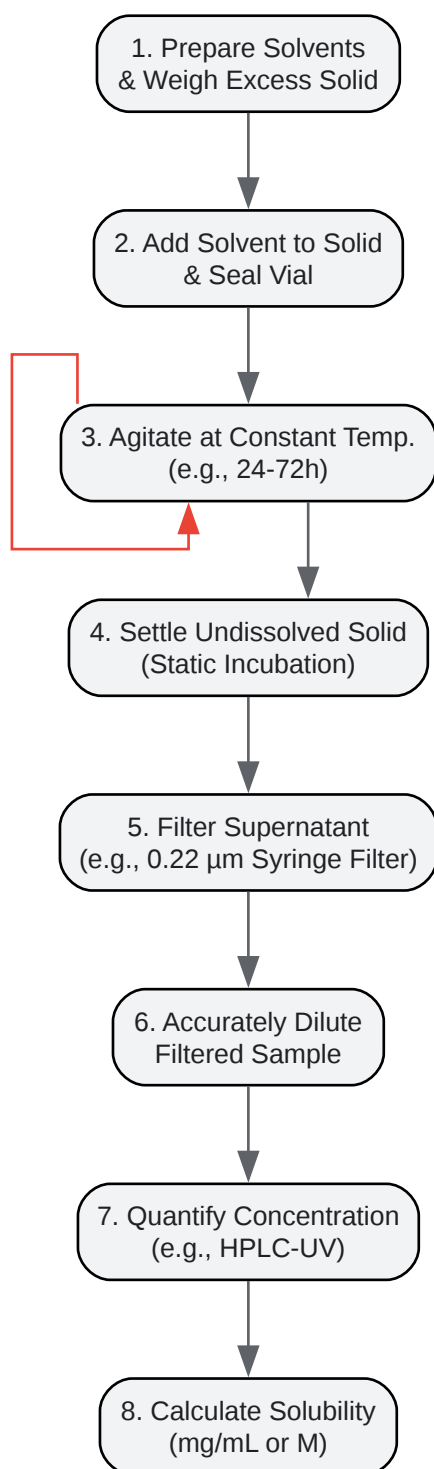 1. Prepare Solvents
& Weigh Excess Solid
2. Add Solvent to Solid
& Seal Vial
3. Agitate at Constant Temp.
(e.g., 24-72h)
4. Settle Undissolved Solid
(Static Incubation)
5. Filter Supernatant
(e.g., 0.22 µm Syringe Filter)
6. Accurately Dilute
Filtered Sample
7. Quantify Concentration
(e.g., HPLC-UV)
8. Calculate Solubility
(mg/mL or M)